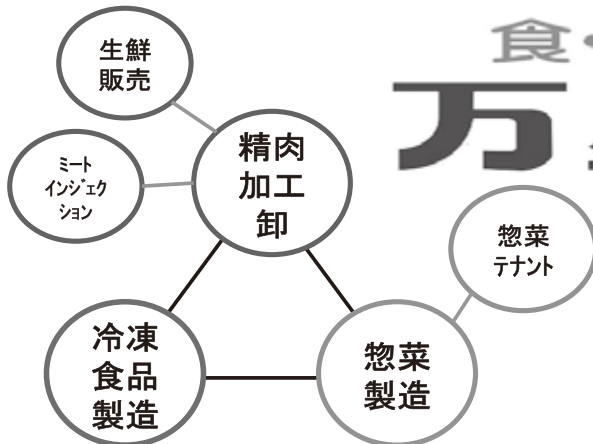 生鮮
販売
食
万
ミート
インジェク
ション
精肉
加工
卸
惣菜
テナント
冷凍
食品
製造
惣菜
製造